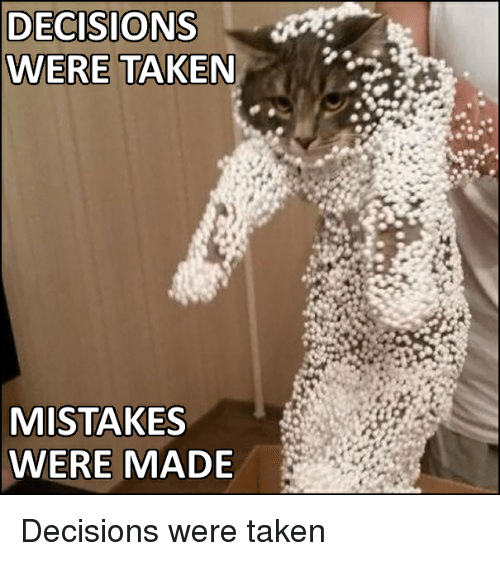 DECISIONS
WERE TAKEN
MISTAKES
WERE MADE
Decisions were taken